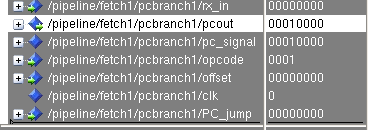 /pipeline/fetch1/pcbranch1/rx_in 00000000
/pipeline/fetch1/pcbranch1/pcout 00010000
/pipeline/fetch1/pcbranch1/pc_signal 00010000
/pipeline/fetch1/pcbranch1/opcode 0001
/pipeline/fetch1/pcbranch1/offset 00000000
/pipeline/fetch1/pcbranch1/clk 0
/pipeline/fetch1/pcbranch1/PC_jump 00000000